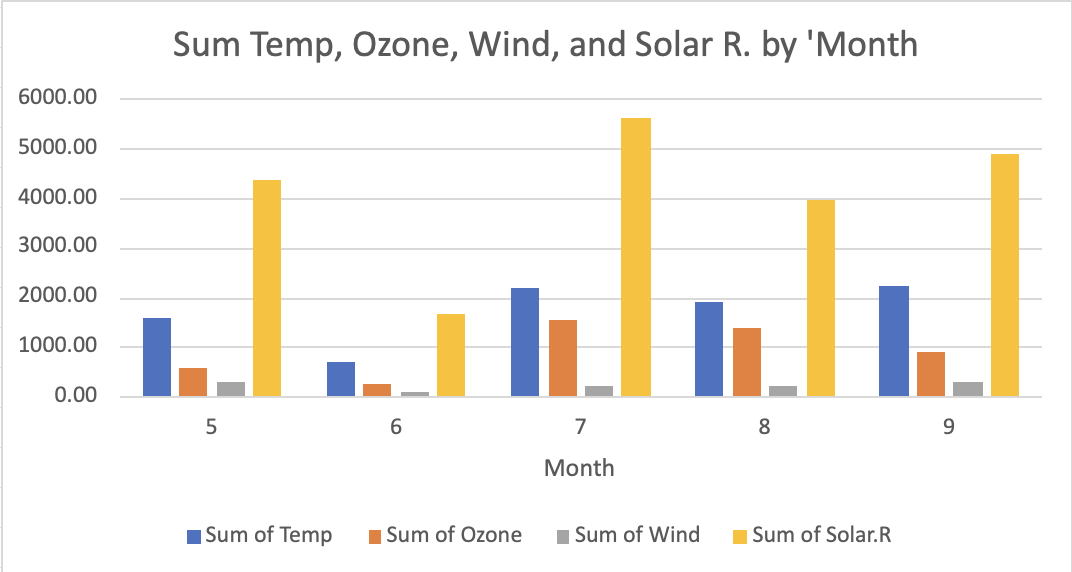 Sum Temp, Ozone, Wind, and Solar R. by 'Month
6000.00
5000.00
4000.00
3000.00
2000.00
1000.00
0.00
5 6 7 8 9
Month
Sum of Temp Sum of Ozone Sum of Wind Sum of Solar.R